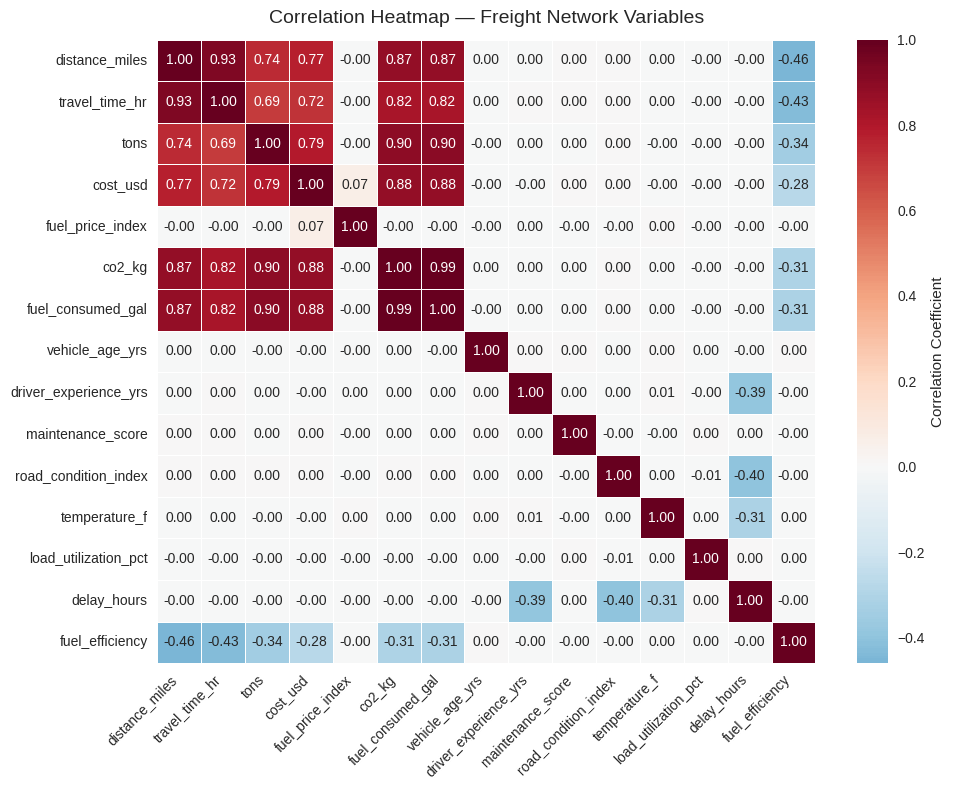 Correlation Heatmap — Freight Network Variables
distance_miles 1.00 0.93 0.74 0.77 -0.00 0.87 0.87 0.00 0.00 0.00 0.00 0.00 -0.00 -0.00 -0.46
travel_time_hr 0.93 1.00 0.69 0.72 -0.00 0.82 0.82 0.00 0.00 0.00 0.00 0.00 -0.00 -0.00 -0.43
tons 0.74 0.69 1.00 0.79 -0.00 0.90 0.90 -0.00 0.00 0.00 0.00 -0.00 -0.00 -0.00 -0.34
cost_usd 0.77 0.72 0.79 1.00 0.07 0.88 0.88 -0.00 -0.00 0.00 0.00 -0.00 -0.00 -0.00 -0.28
fuel_price_index -0.00 -0.00 -0.00 0.07 1.00 -0.00 -0.00 -0.00 -0.00 -0.00 -0.00 0.00 -0.00 -0.00 -0.00
co2_kg 0.87 0.82 0.90 0.88 -0.00 1.00 0.99 0.00 0.00 0.00 0.00 0.00 -0.00 -0.00 -0.31
fuel_consumed_gal 0.87 0.82 0.90 0.88 -0.00 0.99 1.00 -0.00 0.00 0.00 0.00 0.00 -0.00 -0.00 -0.31
vehicle_age_yrs 0.00 0.00 -0.00 -0.00 -0.00 0.00 -0.00 1.00 0.00 0.00 0.00 0.00 -0.00 -0.00 0.00
driver_experience_yrs 0.00 0.00 0.00 -0.00 -0.00 0.00 0.00 0.00 1.00 0.00 0.00 0.01 -0.00 -0.39 -0.00
maintenance_score 0.00 0.00 0.00 0.00 -0.00 0.00 0.00 0.00 0.00 1.00 -0.00 -0.00 0.00 0.00 -0.00
road_condition_index 0.00 0.00 0.00 0.00 -0.00 0.00 0.00 0.00 0.00 -0.00 1.00 0.00 -0.01 -0.40 -0.00
temperature_f 0.00 0.00 -0.00 -0.00 0.00 0.00 0.00 0.00 0.01 -0.00 0.00 1.00 0.00 -0.31 0.00
load_utilization_pct -0.00 -0.00 -0.00 -0.00 -0.00 -0.00 -0.00 -0.00 -0.00 0.00 -0.01 0.00 1.00 0.00 0.00
delay_hours -0.00 -0.00 -0.00 -0.00 -0.00 -0.00 -0.00 -0.00 -0.39 0.00 -0.40 -0.31 0.00 1.00 -0.00
fuel_efficiency -0.46 -0.43 -0.34 -0.28 -0.00 -0.31 -0.31 0.00 -0.00 -0.00 -0.00 0.00 0.00 -0.00 1.00
distance_miles
travel_time_hr
tons
cost_usd
fuel_price_index
co2_kg
fuel_consumed_gal
vehicle_age_yrs
driver_experience_yrs
maintenance_score
road_condition_index
temperature_f
load_utilization_pct
delay_hours
fuel_efficiency
1.0
0.8
0.6
0.4
0.2
0.0
−0.2
−0.4
Correlation Coefficient